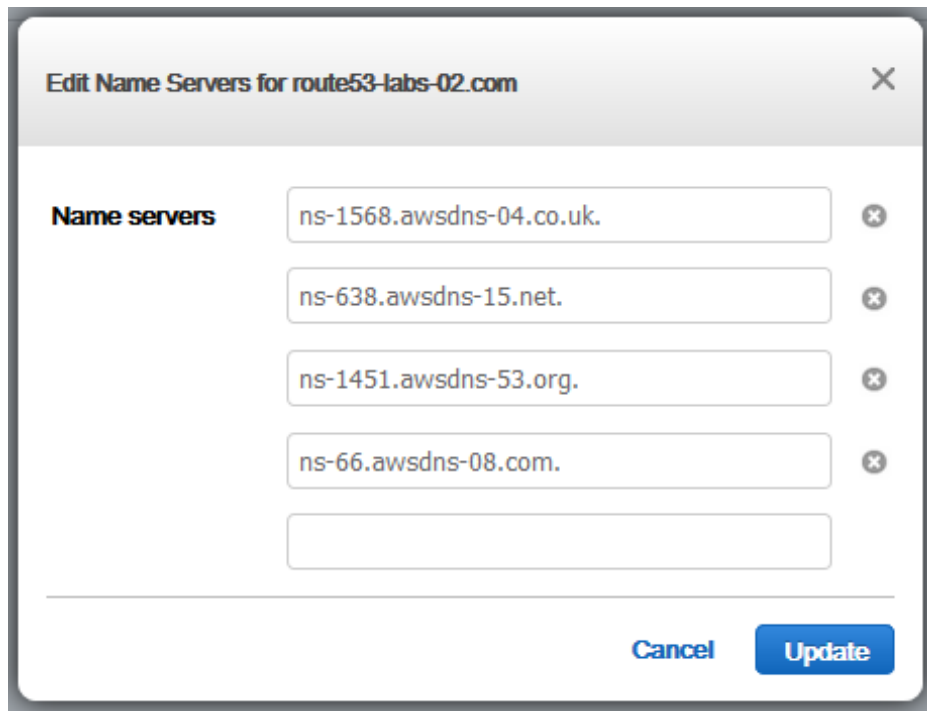 Edit Name Servers for route53-labs-02.com
Name servers
ns-1568.awsdns-04.co.uk.
ns-638.awsdns-15.net.
ns-1451.awsdns-53.org.
ns-66.awsdns-08.com.
Cancel
Update